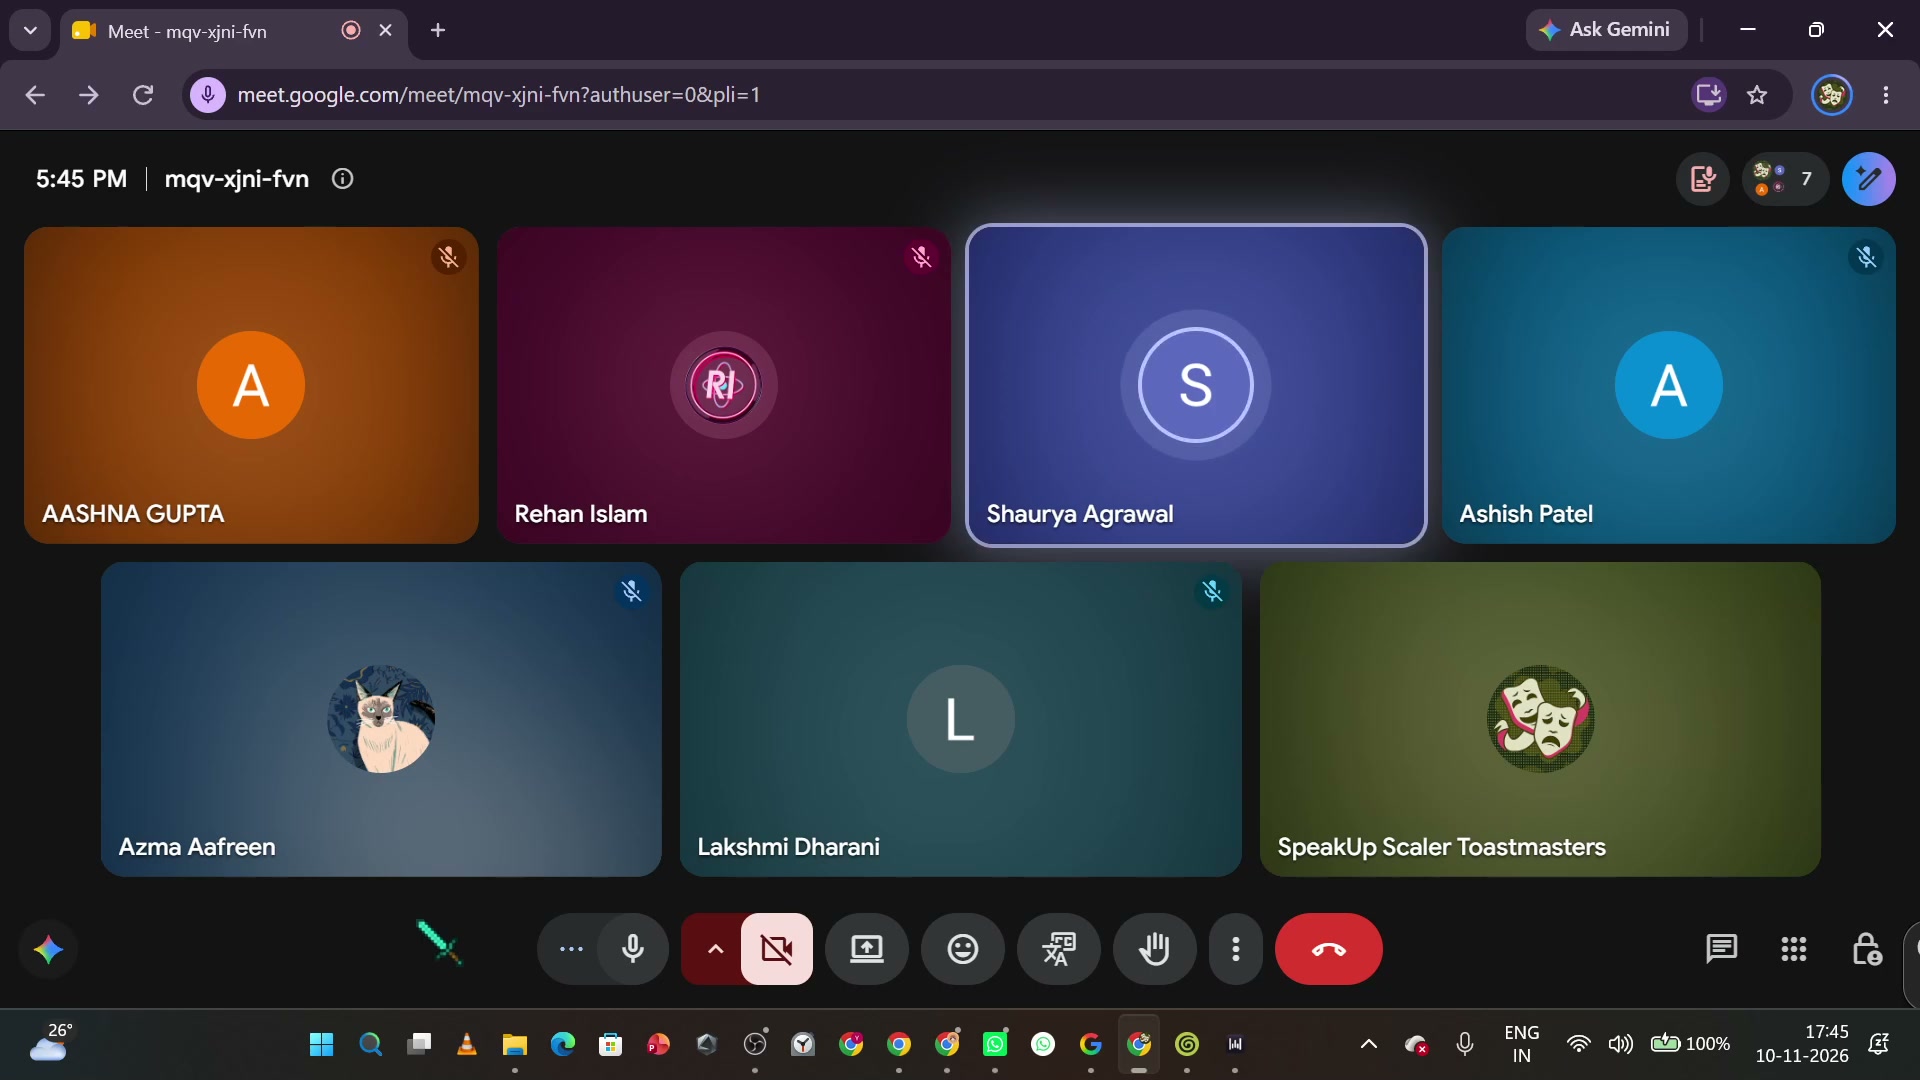 Meet - mqv-xjni-fvn
Ask Gemini
meet.google.com/meet/mqv-xjni-fvn?authuser=0&pli=1
5:45 PM | mqv-xjni-fvn
7
A
RI
S
A
AASHNA GUPTA
Rehan Islam
Shaurya Agrawal
Ashish Patel
L
Azma Aafreen
Lakshmi Dharani
SpeakUp Scaler Toastmasters
26°
ENG
IN
100%
17:45
10-11-2026